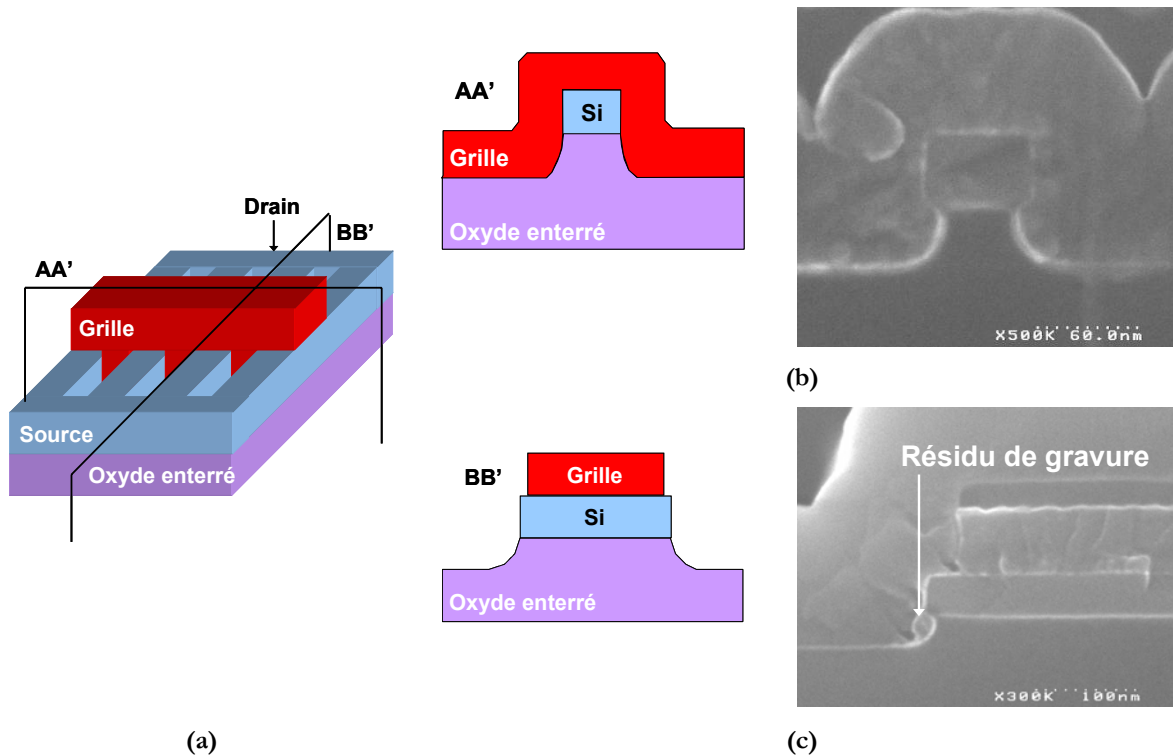 AA'
Si
Grille
Oxyde enterré
Drain
BB'
AA'
Grille
Source
Oxyde enterré
X500K 60.0nm
(b)
BB'
Grille
Si
Oxyde enterré
Résidu de gravure
X300K 100nm
(a)
(c)